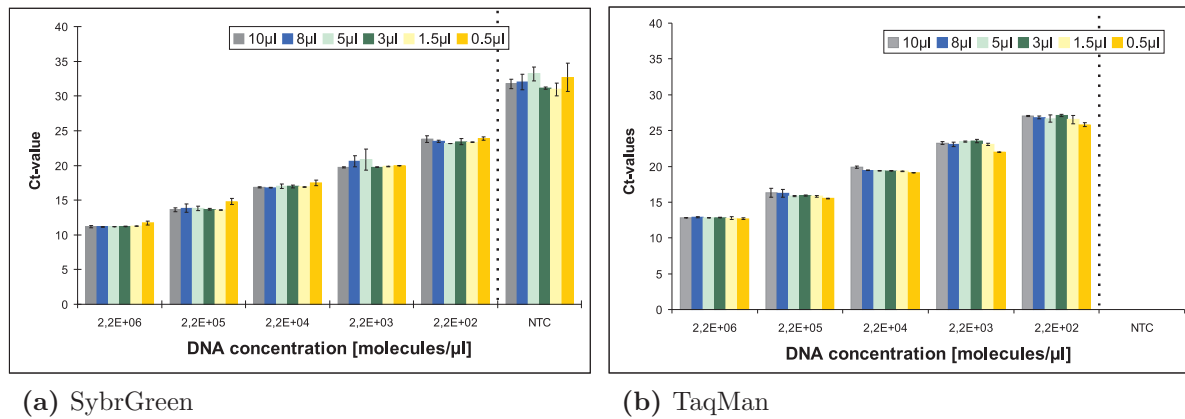 40
35
30
25
20
15
10
5
0
Ct-value
10µl 8µl 5µl 3µl 1.5µl 0.5µl
2,2E+06 2,2E+05 2,2E+04 2,2E+03 2,2E+02 NTC
DNA concentration [molecules/µl]
(a) SybrGreen
40
35
30
25
20
15
10
5
0
Ct-values
10µl 8µl 5µl 3µl 1.5µl 0.5µl
2,2E+06 2,2E+05 2,2E+04 2,2E+03 2,2E+02 NTC
DNA concentration [molecules/µl]
(b) TaqMan